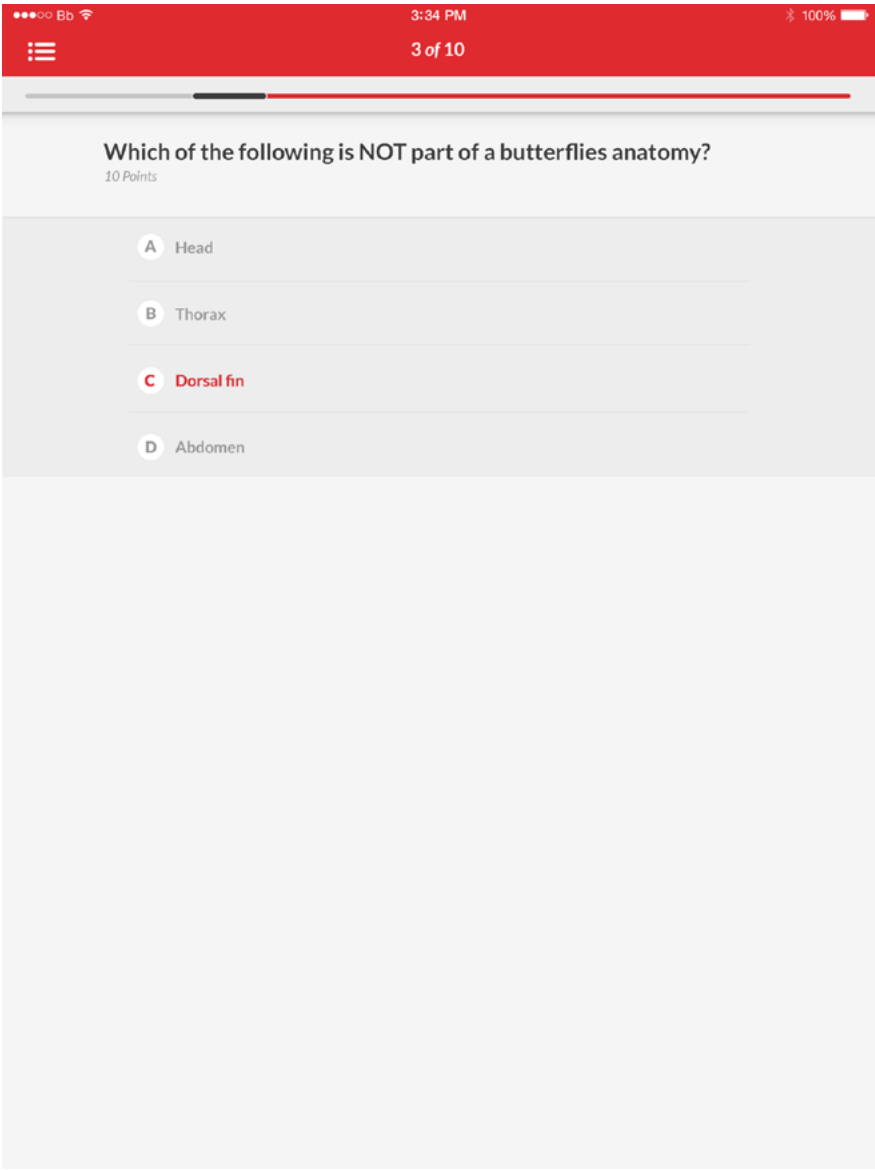 Bb 3:34 PM 100%
3 of 10
Which of the following is NOT part of a butterflies anatomy?
10 Points
A Head
B Thorax
C Dorsal fin
D Abdomen